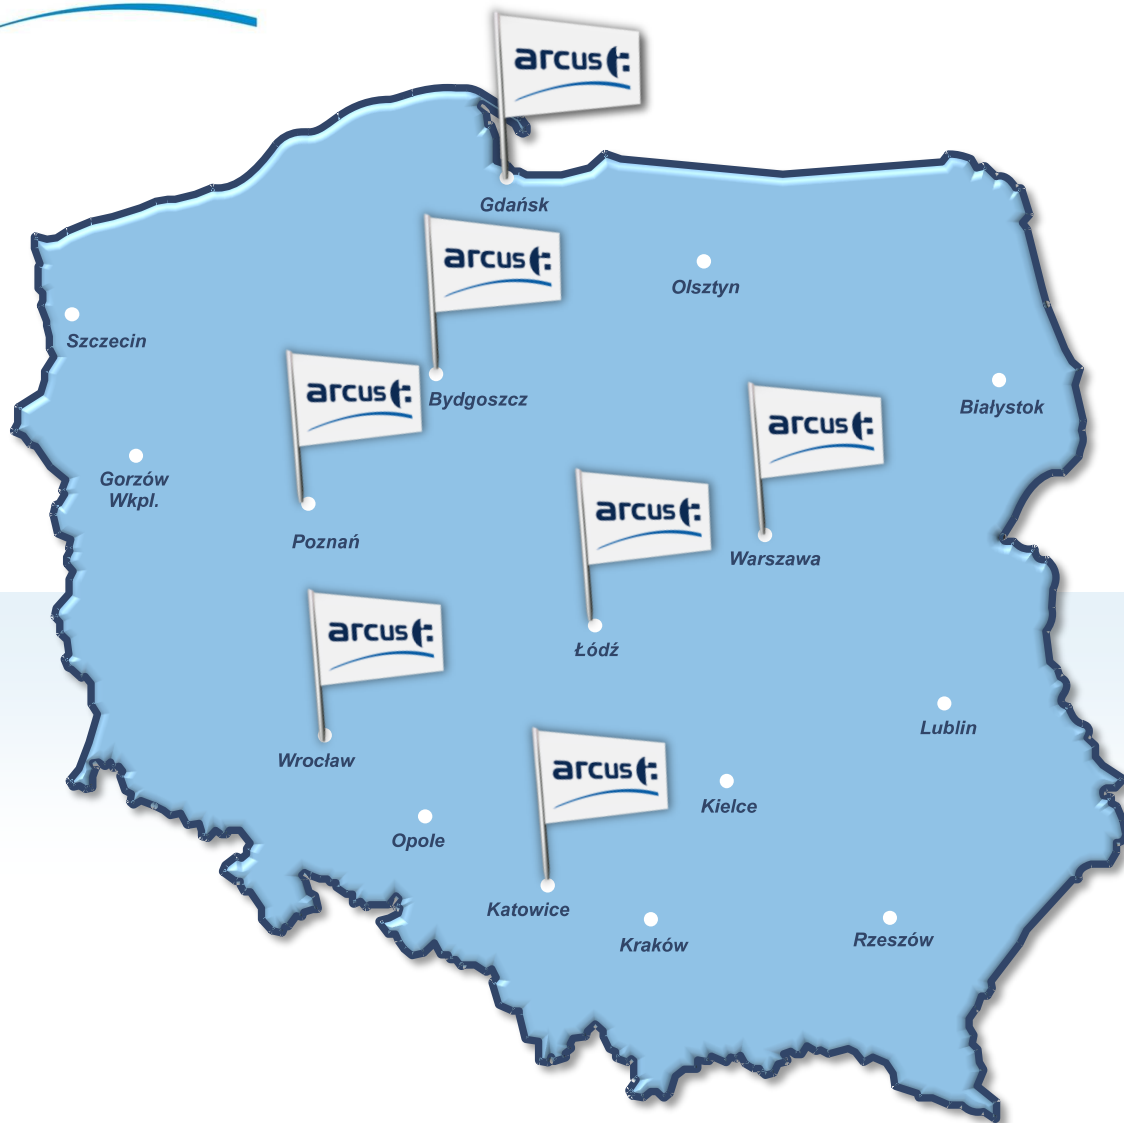 arcus
Gdańsk
arcus
Olsztyn
Szczecin
arcus
Bydgoszcz
arcus
Białystok
Gorzów
Wkpl.
arcus
Poznań
Warszawa
arcus
Łódź
Lublin
Wrocław
arcus
Kielce
Opole
Katowice
Kraków
Rzeszów